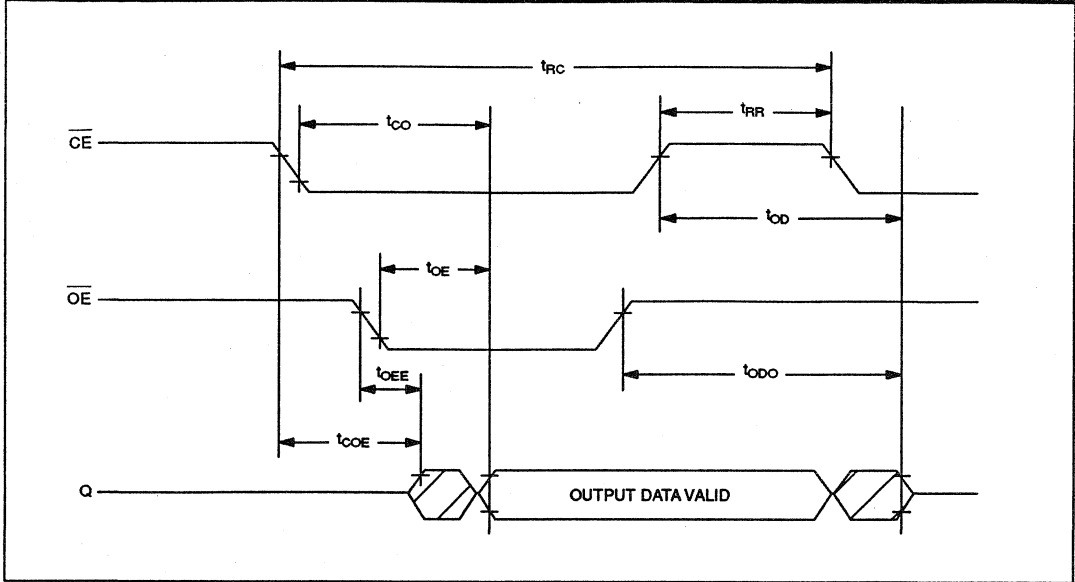 tRC
tCO
tRR
CE
tOD
tOE
OE
tOEE
tODO
tCOE
Q
OUTPUT DATA VALID